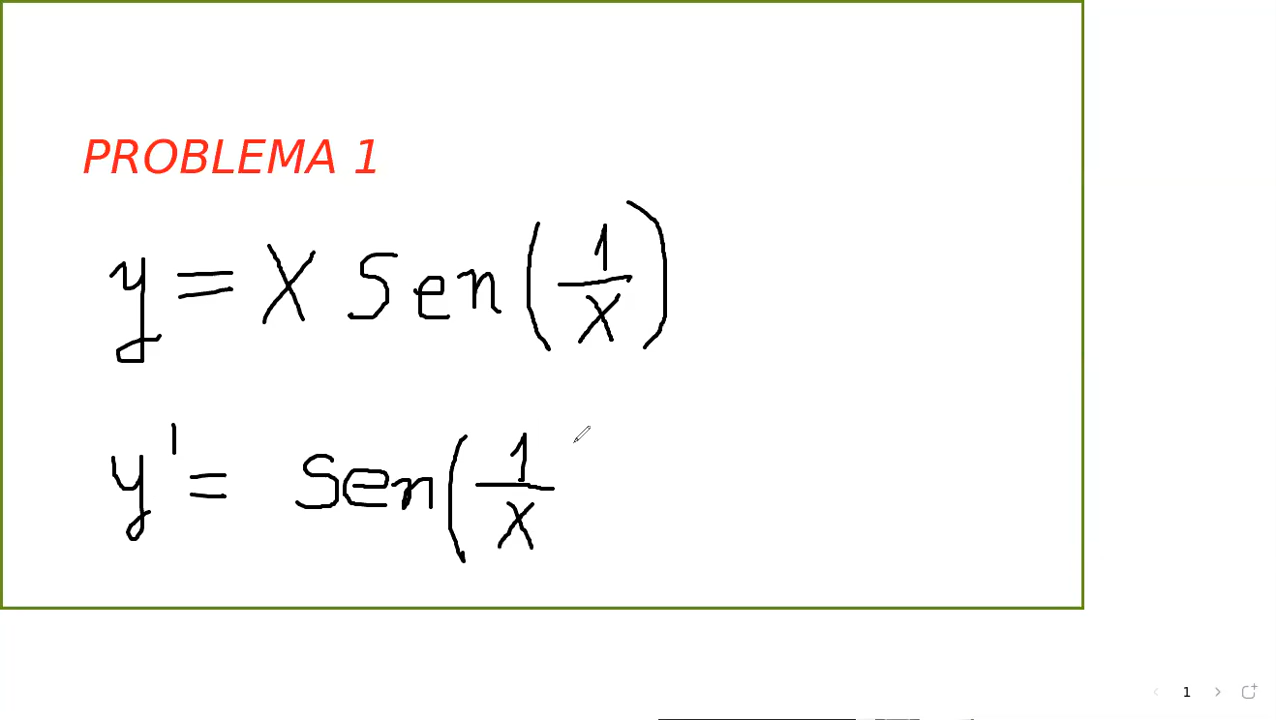 PROBLEMA 1
y = x Sen(1/x)
y' = Sen(1/x
1